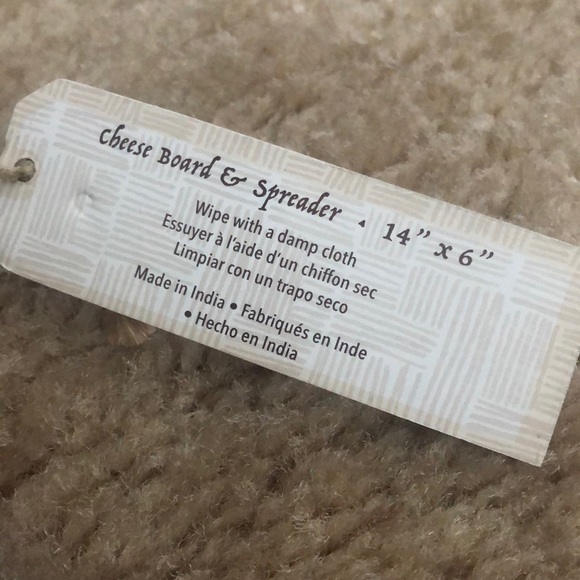 Cheese Board & Spreader • 14" x 6"
Wipe with a damp cloth
Essuyer à l'aide d'un chiffon sec
Limpiar con un trapo seco
Made in India • Fabriqués en Inde
• Hecho en India